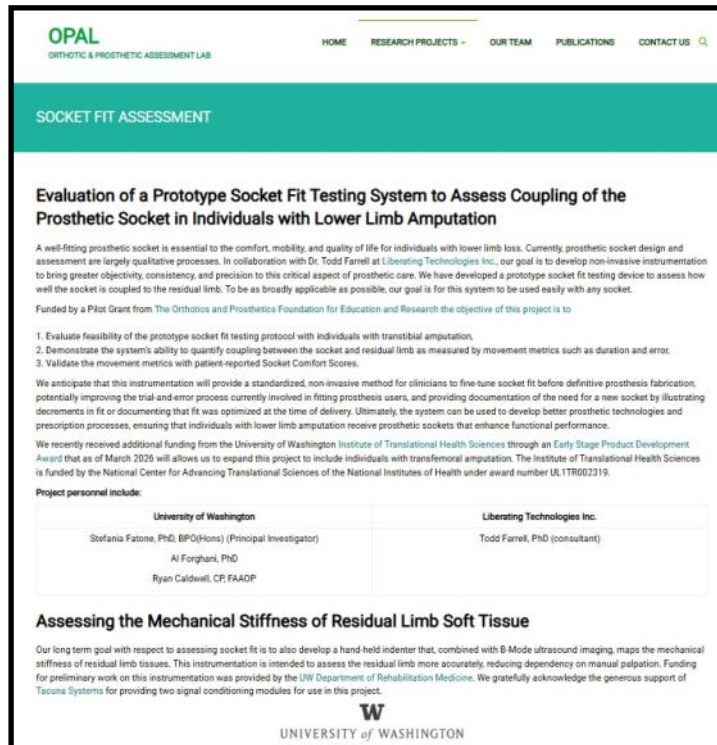 OPAL
ORTHOTIC & PROSTHETIC ASSESSMENT LAB
HOME RESEARCH PROJECTS OUR TEAM PUBLICATIONS CONTACT US
SOCKET FIT ASSESSMENT
Evaluation of a Prototype Socket Fit Testing System to Assess Coupling of the
Prosthetic Socket in Individuals with Lower Limb Amputation
A well-fitting prosthetic socket is essential to the comfort, mobility, and quality of life for individuals with lower limb loss. Currently, prosthetic socket design and
assessment are largely qualitative processes. In collaboration with Dr. Todd Farrell at Liberating Technologies Inc., our goal is to develop non-invasive instrumentation
to bring greater objectivity, consistency, and precision to this critical aspect of prosthetic care. We have developed a prototype socket fit testing device to assess how
well the socket is coupled to the residual limb. To be as broadly applicable as possible, our goal is for this system to be used easily with any socket.
Funded by a Pilot Grant from The Orthotics and Prosthetics Foundation for Education and Research the objective of this project is to
1. Evaluate feasibility of the prototype socket fit testing protocol with individuals with transtibial amputation,
2. Demonstrate the system's ability to quantify coupling between the socket and residual limb as measured by movement metrics such as duration and error,
3. Validate the movement metrics with patient-reported Socket Comfort Scores.
We anticipate that this instrumentation will provide a standardized, non-invasive method for clinicians to fine-tune socket fit before definitive prosthesis fabrication,
potentially improving the trial-and-error process currently involved in fitting prosthesis users, and providing documentation of the need for a new socket by illustrating
decrements in fit or documenting that fit was optimized at the time of delivery. Ultimately, the system can be used to develop better prosthetic technologies and
prescription processes, ensuring that individuals with lower limb amputation receive prosthetic sockets that enhance functional performance.
We recently received additional funding from the University of Washington Institute of Translational Health Sciences through an Early Stage Product Development
Award that as of March 2026 will allows us to expand this project to include individuals with transfemoral amputation. The Institute of Translational Health Sciences
is funded by the National Center for Advancing Translational Sciences of the National Institutes of Health under award number UL1TR002319.
Project personnel include:
University of Washington Liberating Technologies Inc.
Stefania Fatone, PhD, BPO(Hons) (Principal Investigator) Todd Farrell, PhD (consultant)
Al Forghani, PhD
Ryan Caldwell, CP, FAAOP
Assessing the Mechanical Stiffness of Residual Limb Soft Tissue
Our long term goal with respect to assessing socket fit is to also develop a hand-held indenter that, combined with B-Mode ultrasound imaging, maps the mechanical
stiffness of residual limb tissues. This instrumentation is intended to assess the residual limb more accurately, reducing dependency on manual palpation. Funding
for preliminary work on this instrumentation was provided by the UW Department of Rehabilitation Medicine. We gratefully acknowledge the generous support of
Tacuna Systems for providing two signal conditioning modules for use in this project.
W
UNIVERSITY of WASHINGTON